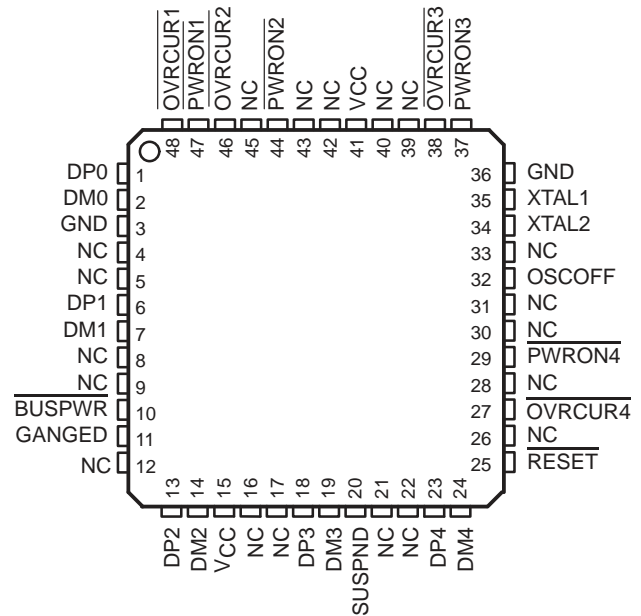 OVRCUR1
PWRON1
OVRCUR2
NC
PWRON2
NC
NC
VCC
NC
NC
OVRCUR3
PWRON3
48 47 46 45 44 43 42 41 40 39 38 37
DP0 1
DM0 2
GND 3
NC 4
NC 5
DP1 6
DM1 7
NC 8
NC 9
BUSPWR 10
GANGED 11
NC 12
36 GND
35 XTAL1
34 XTAL2
33 NC
32 OSCOFF
31 NC
30 NC
29 PWRON4
28 NC
27 OVRCUR4
26 NC
25 RESET
13 14 15 16 17 18 19 20 21 22 23 24
DP2
DM2
VCC
NC
NC
DP3
DM3
SUSPND
NC
NC
DP4
DM4